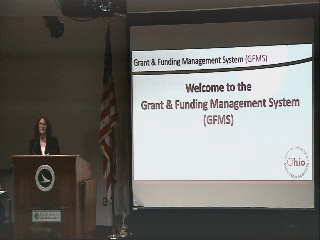 Grant & Funding Management System (GFMS)
Welcome to the
Grant & Funding Management System
(GFMS)
Ohio